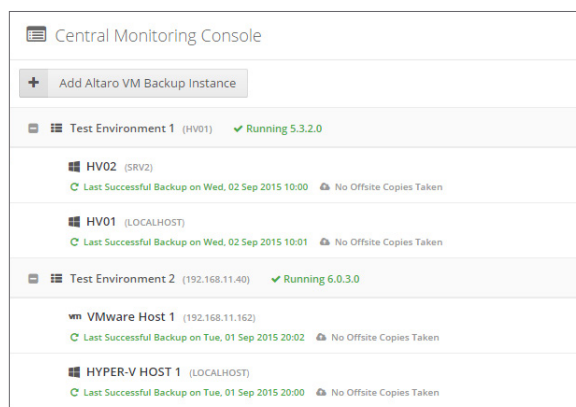 Central Monitoring Console
+ Add Altaro VM Backup Instance
Test Environment 1 (HV01) ✔ Running 5.3.2.0
HV02 (SRV2)
Last Successful Backup on Wed, 02 Sep 2015 10:00 No Offsite Copies Taken
HV01 (LOCALHOST)
Last Successful Backup on Wed, 02 Sep 2015 10:01 No Offsite Copies Taken
Test Environment 2 (192.168.11.40) ✔ Running 6.0.3.0
vm VMware Host 1 (192.168.11.162)
Last Successful Backup on Tue, 01 Sep 2015 20:02 No Offsite Copies Taken
HYPER-V HOST 1 (LOCALHOST)
Last Successful Backup on Tue, 01 Sep 2015 20:00 No Offsite Copies Taken